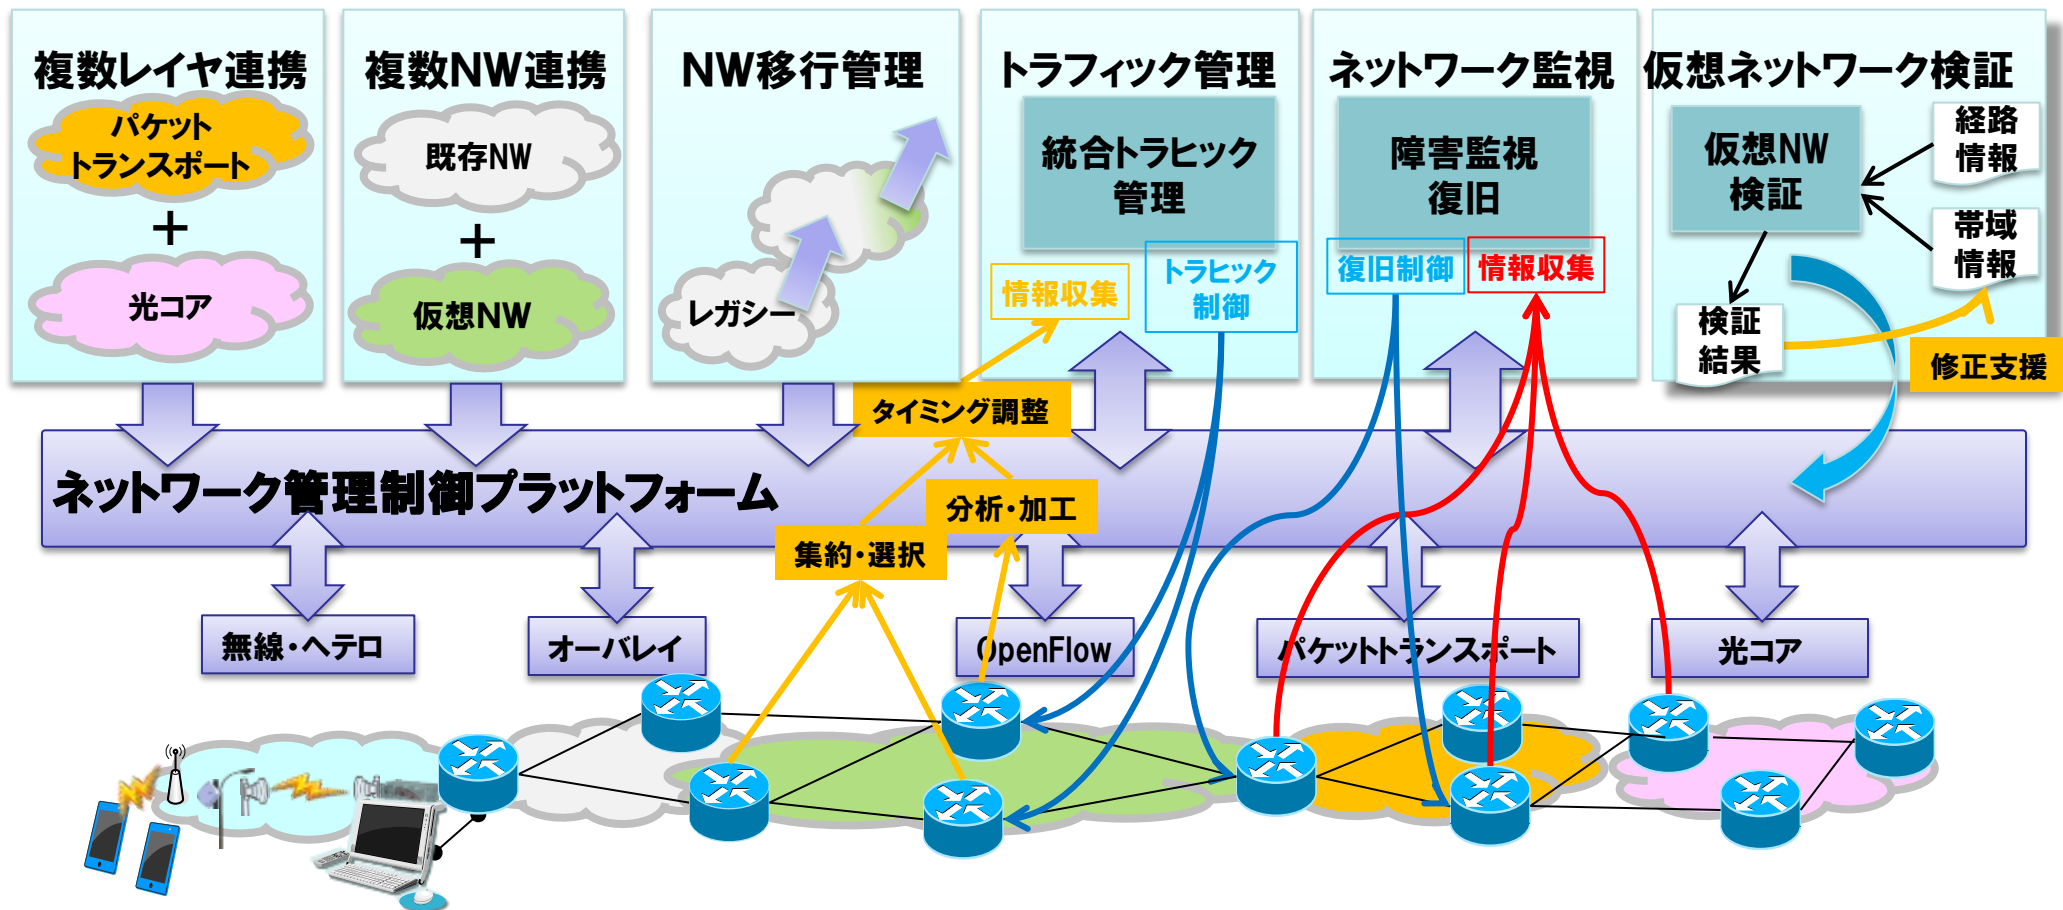 複数レイヤ連携
パケット
トランスポート
+
光コア
複数NW連携
既存NW
+
仮想NW
NW移行管理
レガシー
トラフィック管理
統合トラヒック
管理
情報収集
トラヒック
制御
ネットワーク監視
障害監視
復旧
復旧制御
情報収集
仮想ネットワーク検証
仮想NW
検証
経路
情報
帯域
情報
検証
結果
修正支援
タイミング調整
ネットワーク管理制御プラットフォーム
分析・加工
集約・選択
無線・ヘテロ
オーバレイ
OpenFlow
パケットトランスポート
光コア